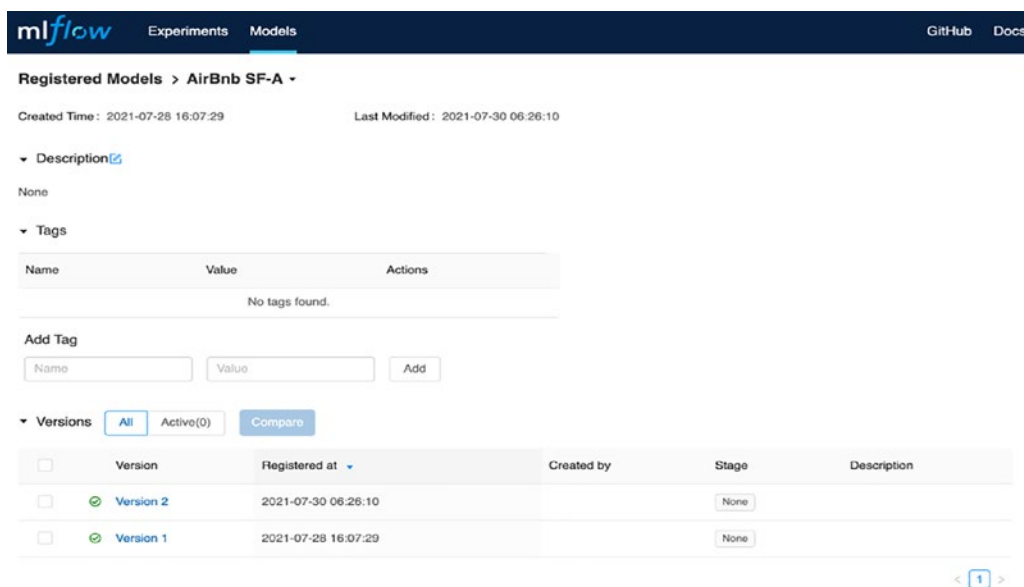 mlflow Experiments Models GitHub Docs
Registered Models > AirBnb SF-A
Created Time: 2021-07-28 16:07:29 Last Modified: 2021-07-30 06:26:10
Description
None
Tags
Name Value Actions
No tags found.
Add Tag
Name Value Add
Versions All Active(0) Compare
Version Registered at Created by Stage Description
Version 2 2021-07-30 06:26:10 None
Version 1 2021-07-28 16:07:29 None
< 1 >